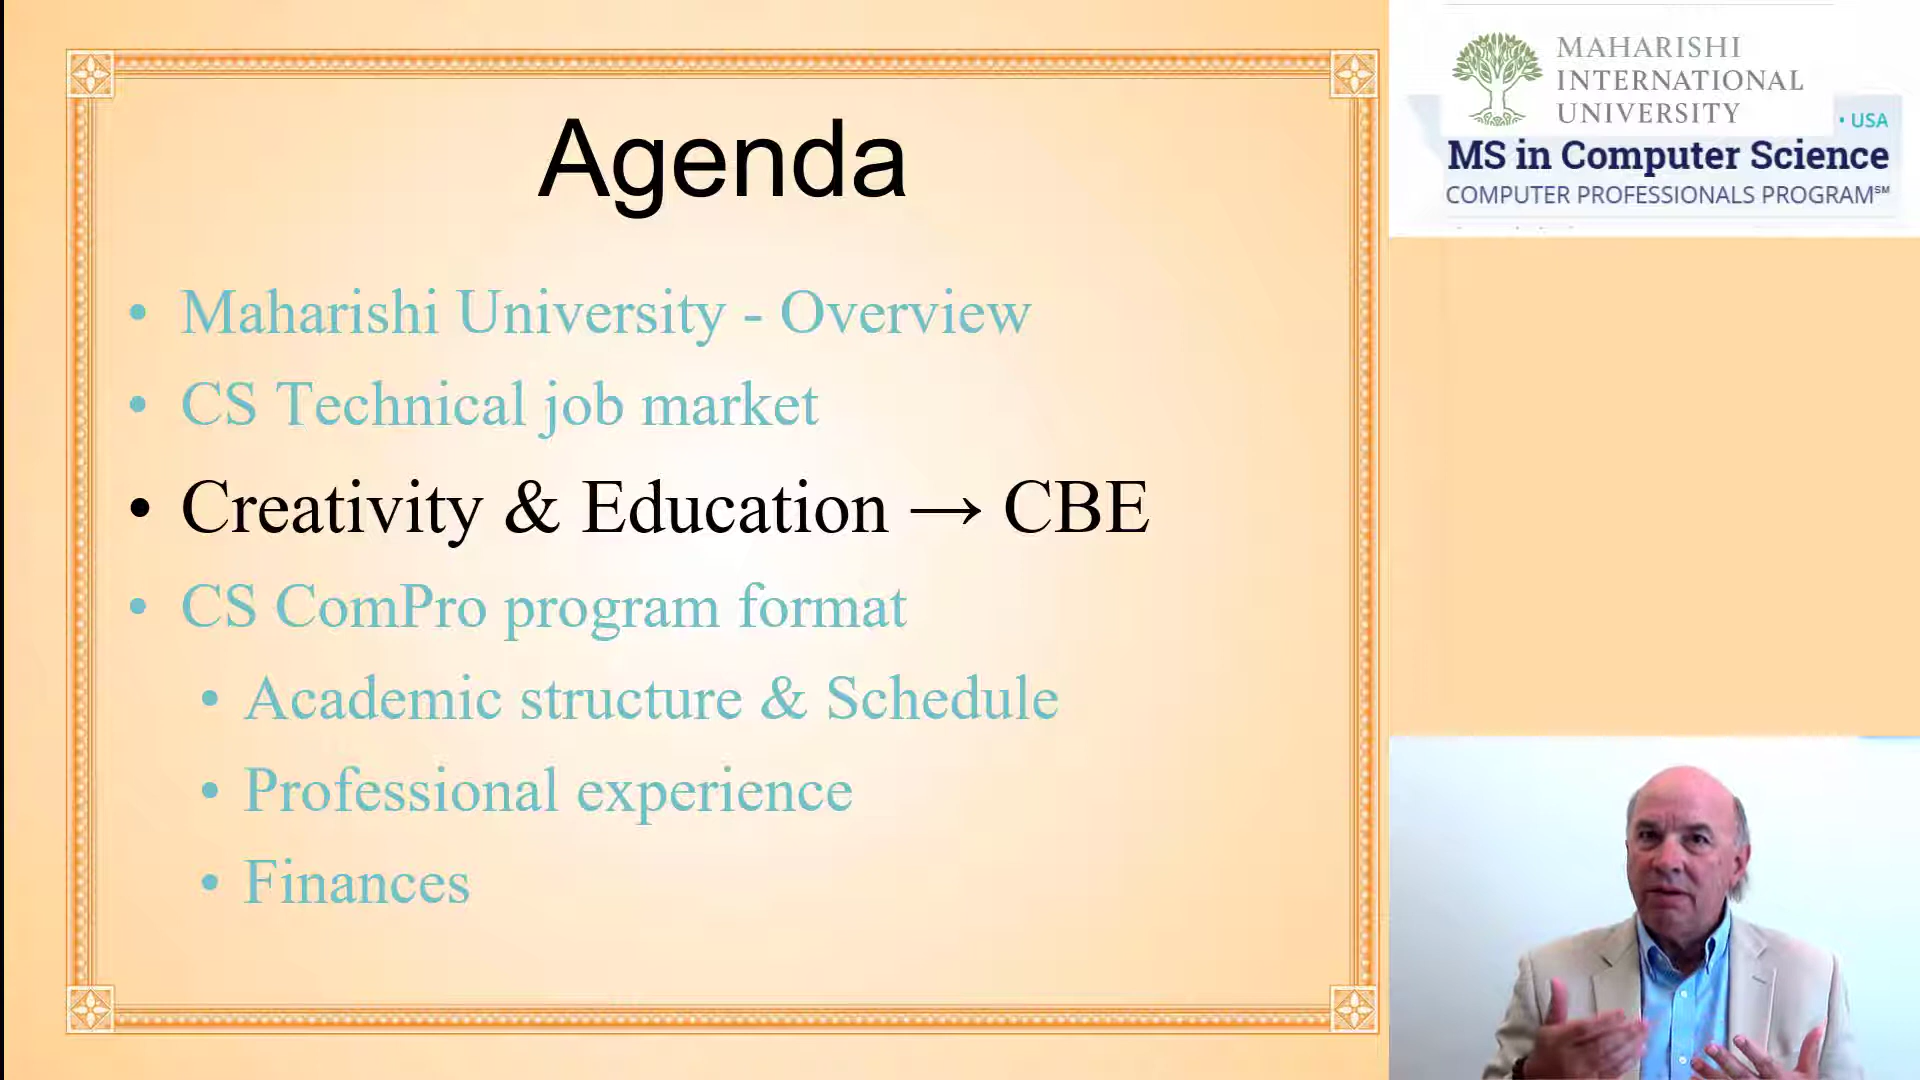 Agenda
• Maharishi University - Overview
• CS Technical job market
• Creativity & Education → CBE
• CS ComPro program format
• Academic structure & Schedule
• Professional experience
• Finances
MAHARISHI
INTERNATIONAL
UNIVERSITY
• USA
MS in Computer Science
COMPUTER PROFESSIONALS PROGRAM℠